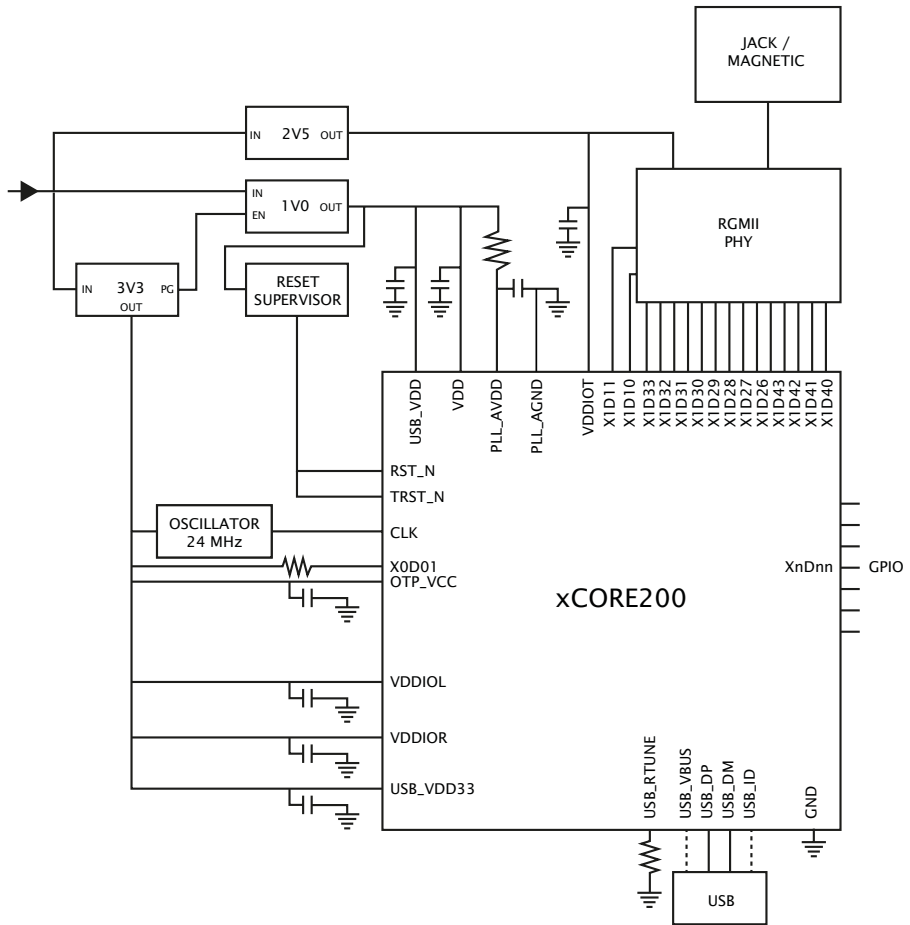 JACK /
MAGNETIC
IN 2V5 OUT
IN
1V0 OUT
EN
RGMII
PHY
IN 3V3 PG
OUT
RESET
SUPERVISOR
USB_VDD
VDD
PLL_AVDD
PLL_AGND
VDDIOT
X1D11
X1D10
X1D33
X1D32
X1D31
X1D30
X1D29
X1D28
X1D27
X1D26
X1D43
X1D42
X1D41
X1D40
RST_N
TRST_N
OSCILLATOR
24 MHz
CLK
X0D01
OTP_VCC
XnDnn GPIO
xCORE200
VDDIOL
VDDIOR
USB_VDD33
USB_RTUNE
USB_VBUS
USB_DP
USB_DM
USB_ID
GND
USB